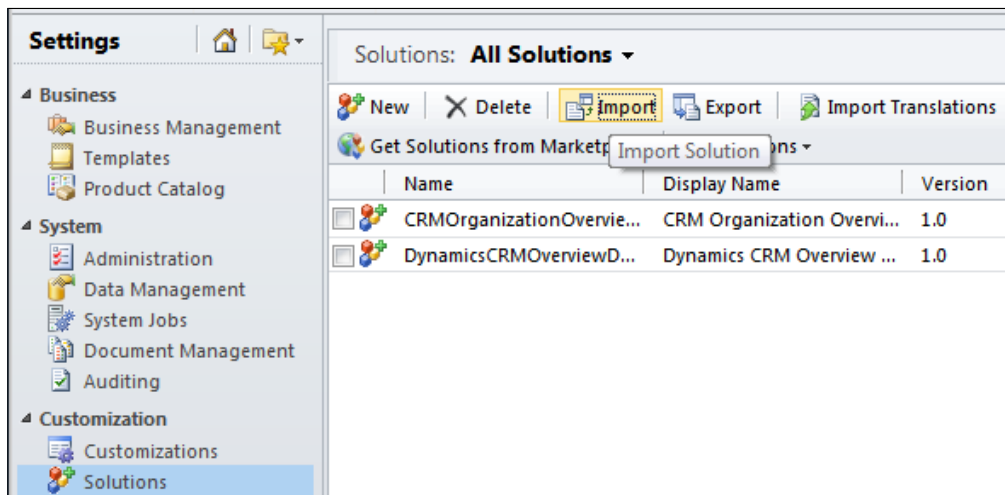 Settings
Business
Business Management
Templates
Product Catalog
System
Administration
Data Management
System Jobs
Document Management
Auditing
Customization
Customizations
Solutions
Solutions: All Solutions
New Delete Import Export Import Translations
Get Solutions from Marketp
Import Solution
Name Display Name Version
CRMOrganizationOvervie... CRM Organization Overvi... 1.0
DynamicsCRMOverviewD... Dynamics CRM Overview ... 1.0